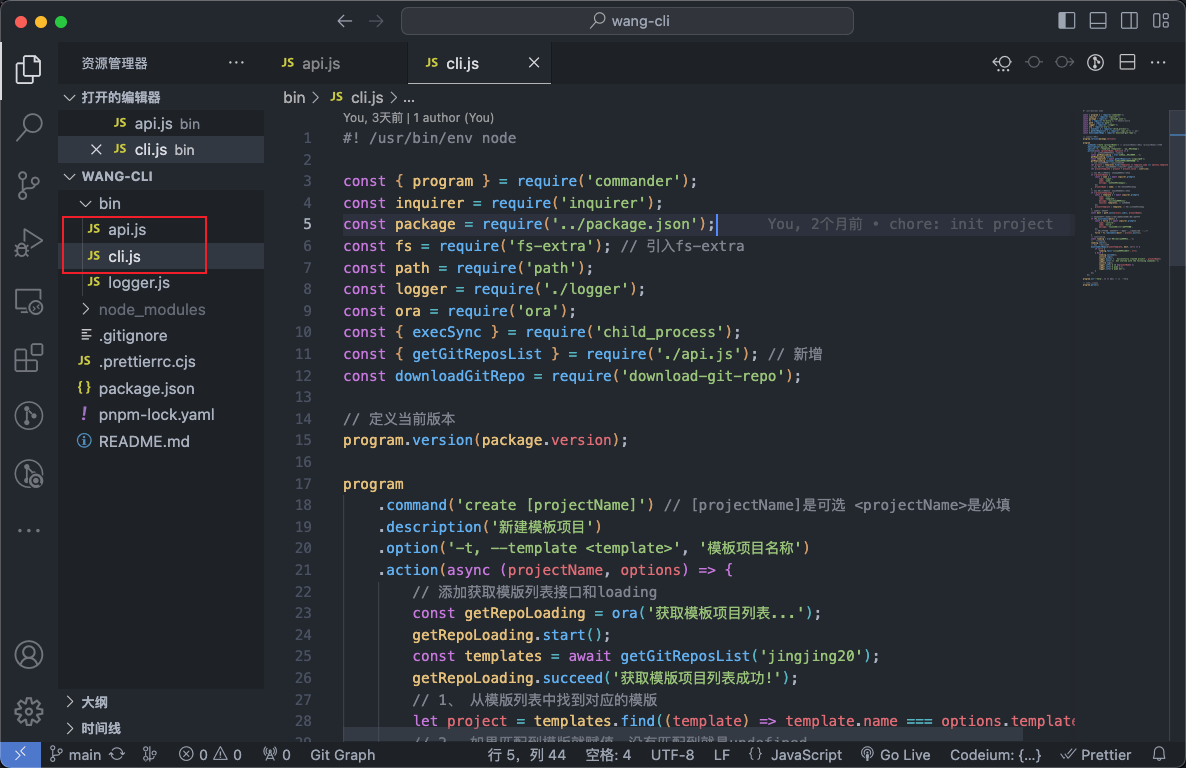 wang-cli
资源管理器
打开的编辑器
JS api.js bin
JS cli.js bin
WANG-CLI
bin
JS api.js
JS cli.js
JS logger.js
node_modules
.gitignore
JS .prettierrc.cjs
{} package.json
! pnpm-lock.yaml
README.md
大纲
时间线
JS api.js
JS cli.js
bin > JS cli.js > ...
You, 3天前 | 1 author (You)
1 #! /usr/bin/env node
2
3 const { program } = require('commander');
4 const inquirer = require('inquirer');
5 const package = require('../package.json'); You, 2个月前 • chore: init project
6 const fs = require('fs-extra'); // 引入fs-extra
7 const path = require('path');
8 const logger = require('./logger');
9 const ora = require('ora');
10 const { execSync } = require('child_process');
11 const { getGitReposList } = require('./api.js'); // 新增
12 const downloadGitRepo = require('download-git-repo');
13
14 // 定义当前版本
15 program.version(package.version);
16
17 program
18 .command('create [projectName]') // [projectName]是可选 <projectName>是必填
19 .description('新建模板项目')
20 .option('-t, --template <template>', '模板项目名称')
21 .action(async (projectName, options) => {
22 // 添加获取模版列表接口和loading
23 const getRepoLoading = ora('获取模板项目列表...');
24 getRepoLoading.start();
25 const templates = await getGitReposList('jingjing20');
26 getRepoLoading.succeed('获取模版项目列表成功!');
27 // 1、 从模版列表中找到对应的模版
28 let project = templates.find((template) => template.name === options.template
main
0 0
0
Git Graph
行 5，列 44
空格: 4
UTF-8
LF
{} JavaScript
Go Live
Codeium: {...}
Prettier